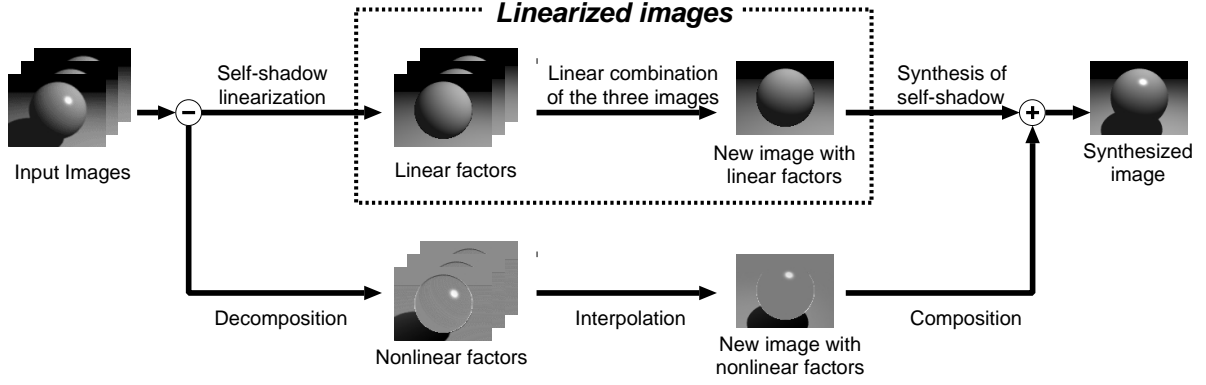 Linearized images
Self-shadow
linearization
Linear combination
of the three images
Synthesis of
self-shadow
−
+
Input Images
Linear factors
New image with
linear factors
Synthesized
image
Decomposition
Interpolation
Composition
Nonlinear factors
New image with
nonlinear factors